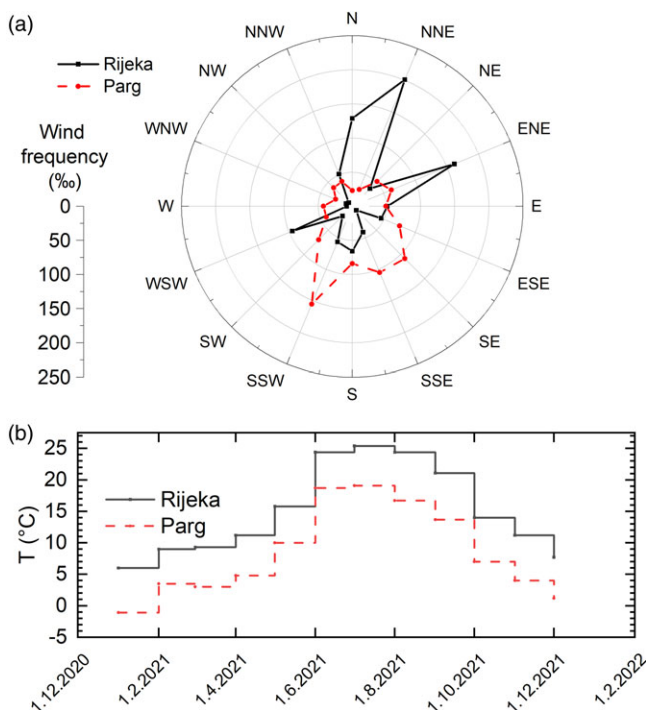 (a)
N
NNW
NNE
Rijeka
Parg
NW
NE
WNW
ENE
Wind
frequency
(‰)
0
50
100
150
200
250
W
E
WSW
ESE
SW
SE
SSW
SSE
S
(b)
25
20
15
10
5
0
-5
T (°C)
Rijeka
Parg
1.12.2020
1.2.2021
1.4.2021
1.6.2021
1.8.2021
1.10.2021
1.12.2021
1.2.2022